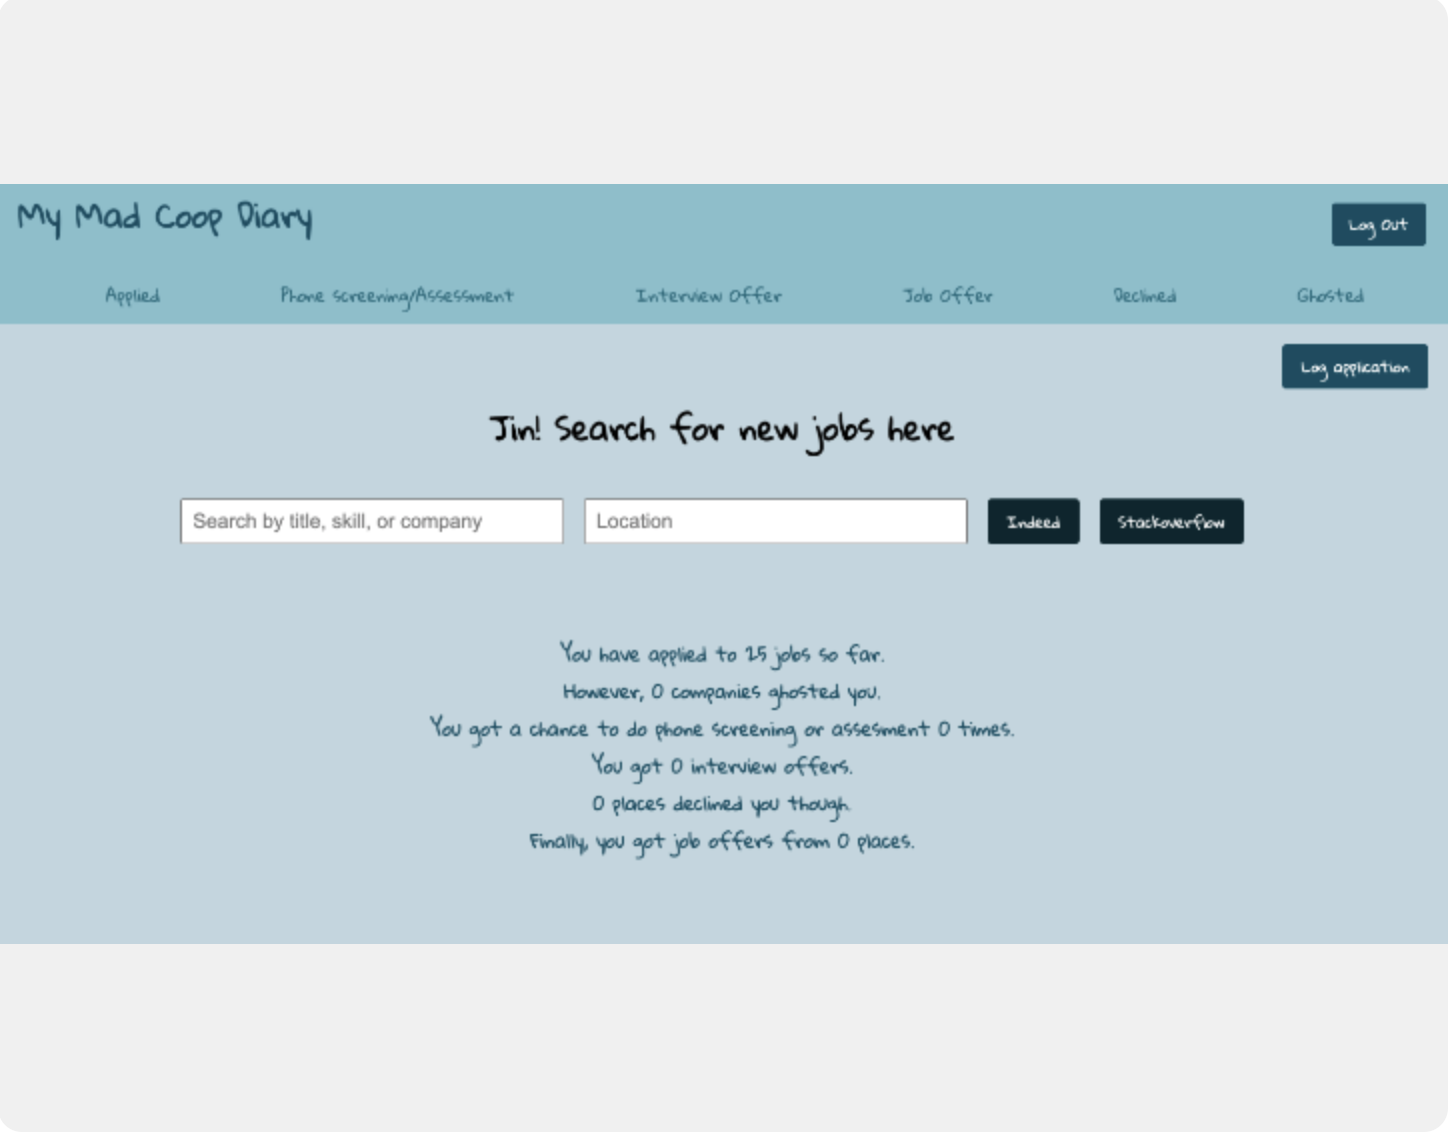 My Mad Coop Diary
Log Out
Applied Phone screening/Assessment Interview Offer Job Offer Declined Ghosted
Log application
Jin! Search for new jobs here
Search by title, skill, or company Location Indeed Stackoverflow
You have applied to 25 jobs so far.
However, 0 companies ghosted you.
You got a chance to do phone screening or assesment 0 times.
You got 0 interview offers.
0 places declined you though.
Finally, you got job offers from 0 places.